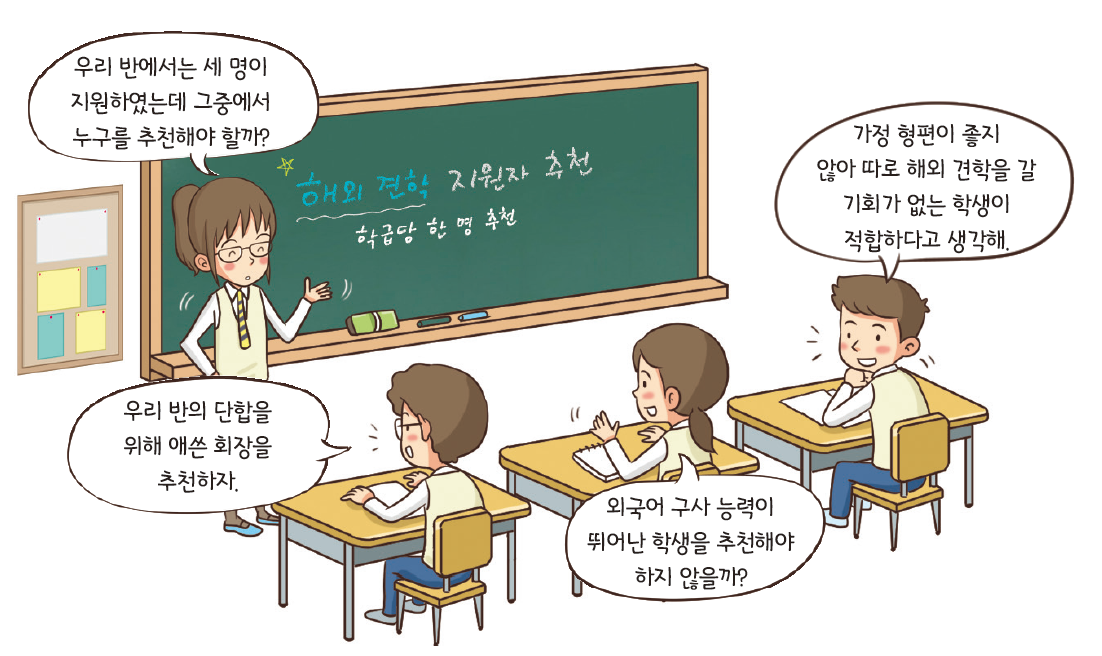 우리 반에서는 세 명이
지원하였는데 그중에서
누구를 추천해야 할까?
해외 견학 지원자 추천
학급당 한 명 추천
가정 형편이 좋지
않아 따로 해외 견학을 갈
기회가 없는 학생이
적합하다고 생각해.
우리 반의 단합을
위해 애쓴 회장을
추천하자.
외국어 구사 능력이
뛰어난 학생을 추천해야
하지 않을까?